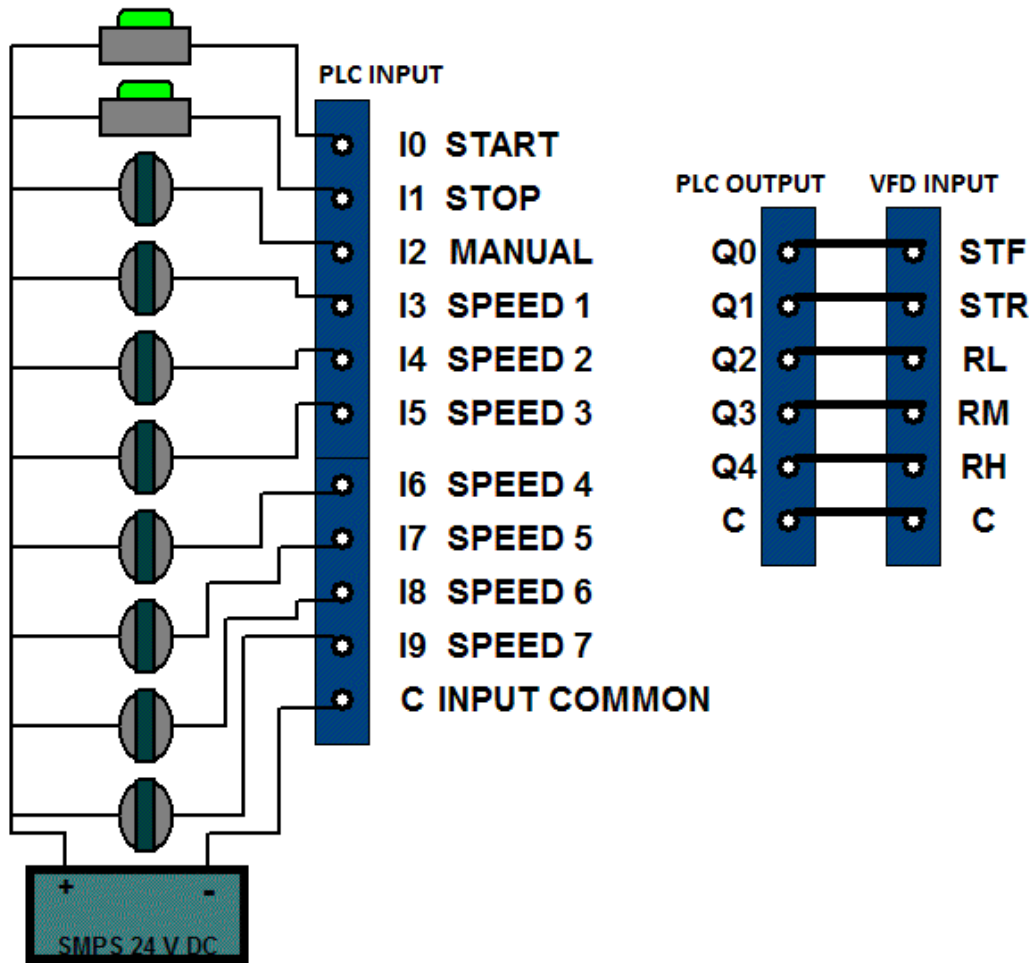 PLC INPUT
I0 START
I1 STOP
I2 MANUAL
I3 SPEED 1
I4 SPEED 2
I5 SPEED 3
I6 SPEED 4
I7 SPEED 5
I8 SPEED 6
I9 SPEED 7
C INPUT COMMON
PLC OUTPUT VFD INPUT
Q0 STF
Q1 STR
Q2 RL
Q3 RM
Q4 RH
C C
+ -
SMPS 24 V DC